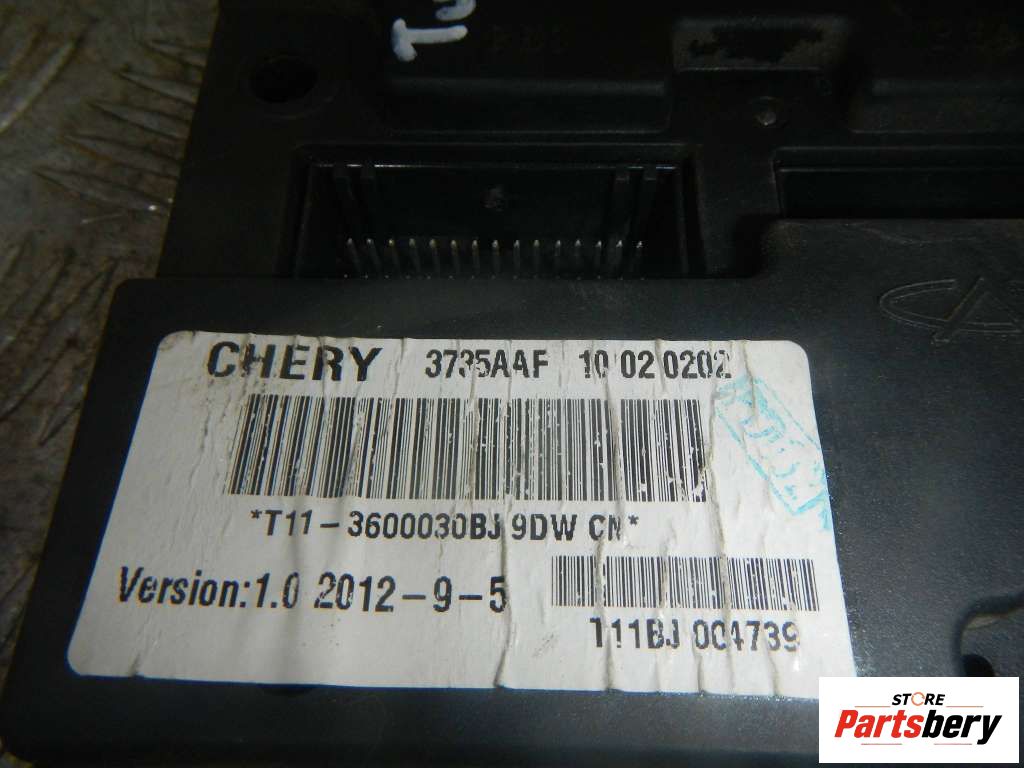 CHERY 3735AAF 10 02 0202
*T11-3600030BJ 9DW CN*
Version:1.0 2012-9-5
T11BJ 004739
STORE
Partsbery